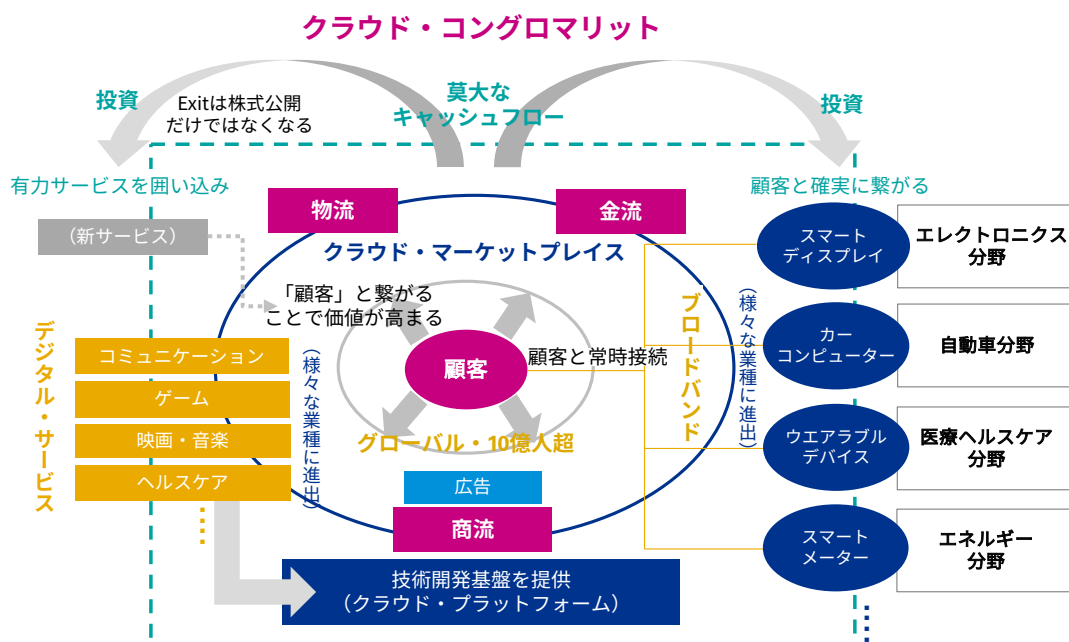 クラウド・コングロマリット
投資
Exitは株式公開
だけではなくなる
莫大な
キャッシュフロー
投資
有力サービスを囲い込み
顧客と確実に繋がる
物流
金流
（新サービス）
クラウド・マーケットプレイス
スマート
ディスプレイ
エレクトロニクス
分野
「顧客」と繋がる
ことで価値が高まる
ブロードバンド
（様々な業種に進出）
デジタル・サービス
コミュニケーション
ゲーム
映画・音楽
ヘルスケア
（様々な業種に進出）
顧客
顧客と常時接続
カー
コンピューター
自動車分野
グローバル・10億人超
ウエアラブル
デバイス
医療ヘルスケア
分野
広告
商流
スマート
メーター
エネルギー
分野
技術開発基盤を提供
（クラウド・プラットフォーム）